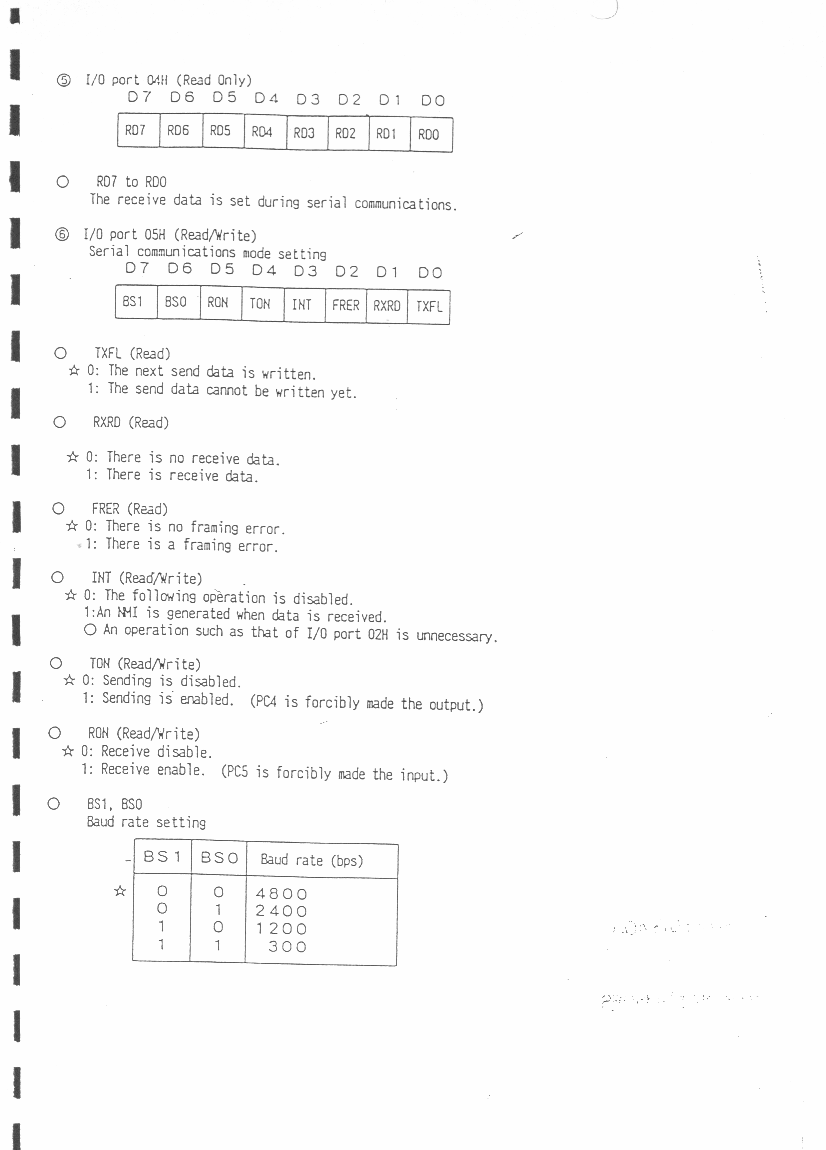 ⑤ I/O port 04H (Read Only)
D7 D6 D5 D4 D3 D2 D1 D0
RD7 RD6 RD5 RD4 RD3 RD2 RD1 RD0
○ RD7 to RD0
The receive data is set during serial communications.
⑥ I/O port 05H (Read/Write)
Serial communications mode setting
D7 D6 D5 D4 D3 D2 D1 D0
BS1 BS0 RON TON INT FRER RXRD TXFL
○ TXFL (Read)
☆ 0: The next send data is written.
1: The send data cannot be written yet.
○ RXRD (Read)
☆ 0: There is no receive data.
1: There is receive data.
○ FRER (Read)
☆ 0: There is no framing error.
1: There is a framing error.
○ INT (Read/Write)
☆ 0: The following operation is disabled.
1:An NMI is generated when data is received.
○ An operation such as that of I/O port 02H is unnecessary.
○ TON (Read/Write)
☆ 0: Sending is disabled.
1: Sending is enabled. (PC4 is forcibly made the output.)
○ RON (Read/Write)
☆ 0: Receive disable.
1: Receive enable. (PC5 is forcibly made the input.)
○ BS1, BS0
Baud rate setting
BS1 BS0 Baud rate (bps)
☆ 0 0 4800
0 1 2400
1 0 1200
1 1 300